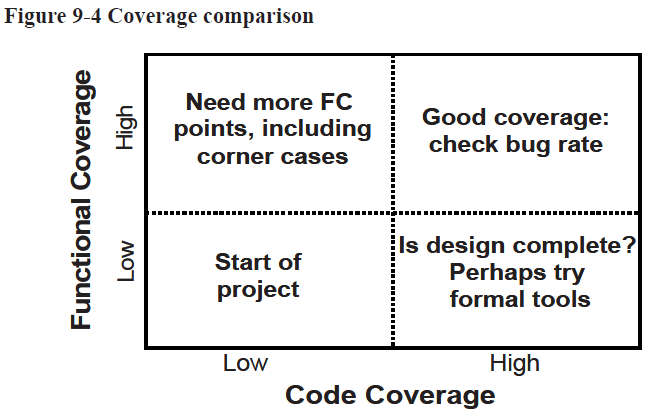 Figure 9-4 Coverage comparison
Functional Coverage
High
Low
Need more FC
points, including
corner cases
Good coverage:
check bug rate
Start of
project
Is design complete?
Perhaps try
formal tools
Low
High
Code Coverage